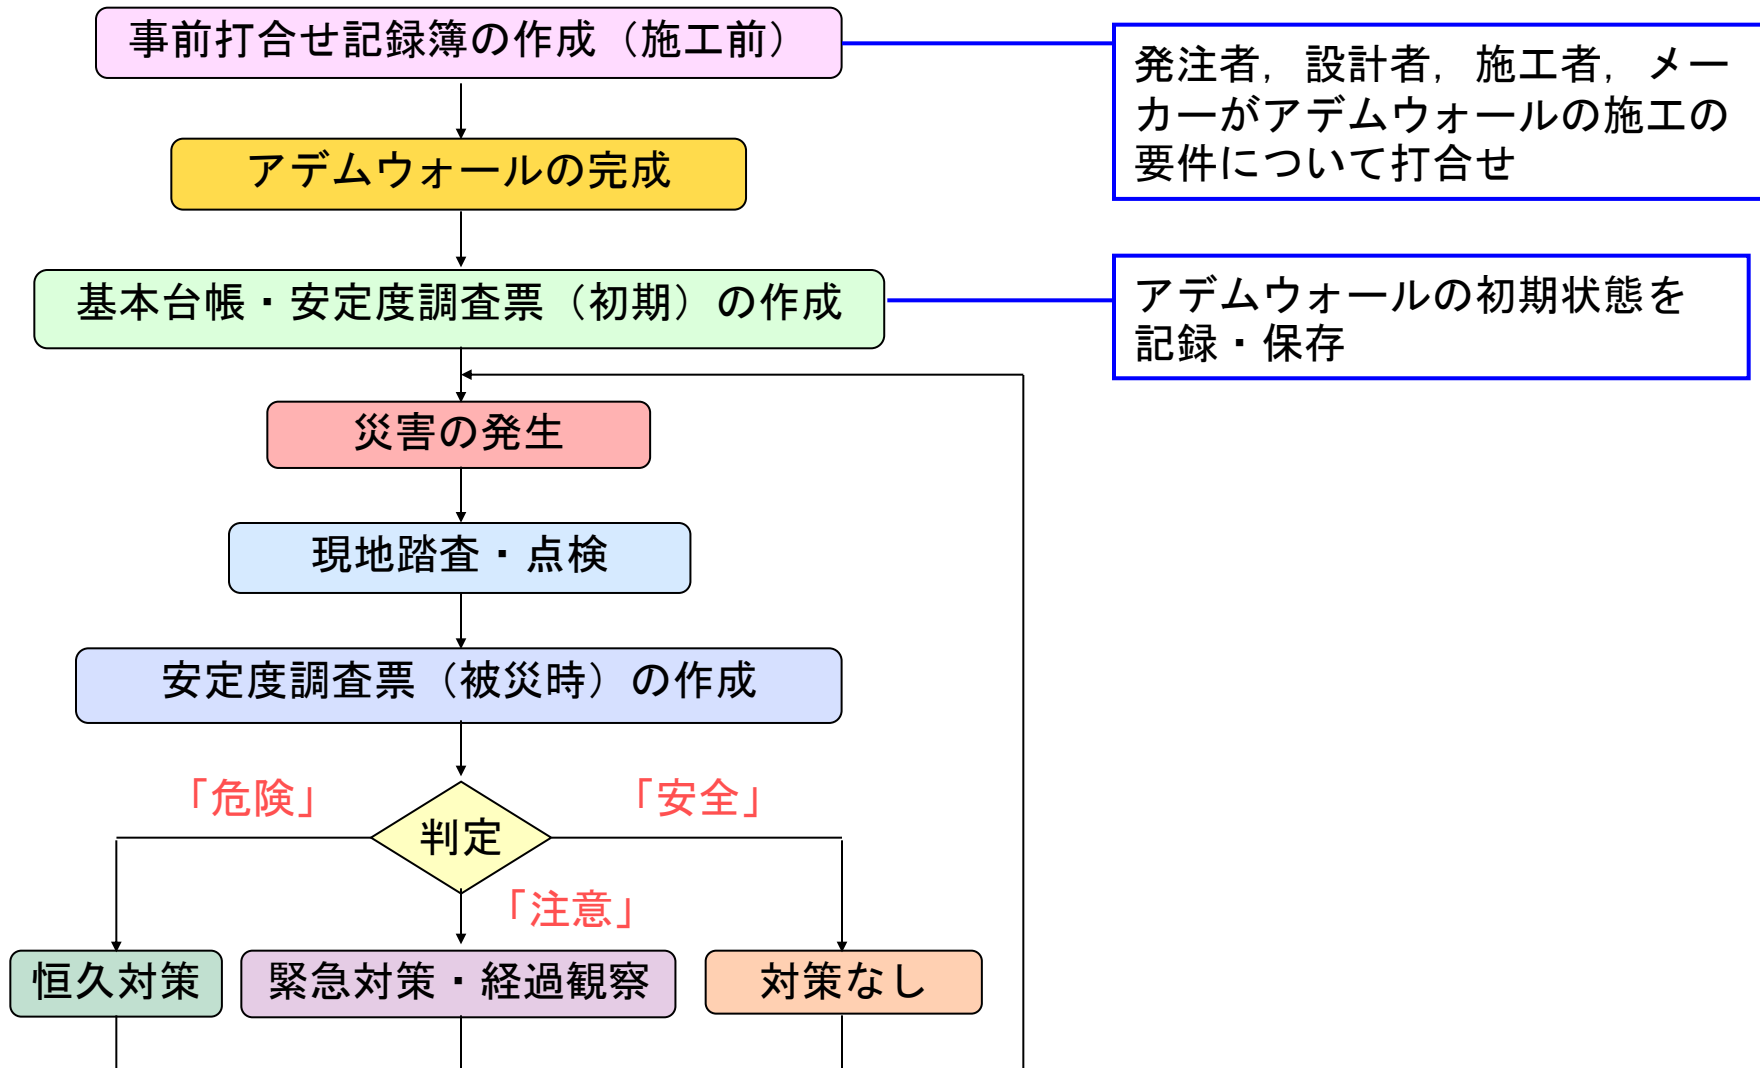 事前打合せ記録簿の作成（施工前）
発注者，設計者，施工者，メー
カーがアデムウォールの施工の
要件について打合せ
アデムウォールの完成
基本台帳・安定度調査票（初期）の作成
アデムウォールの初期状態を
記録・保存
災害の発生
現地踏査・点検
安定度調査票（被災時）の作成
「危険」
「安全」
判定
「注意」
恒久対策
緊急対策・経過観察
対策なし